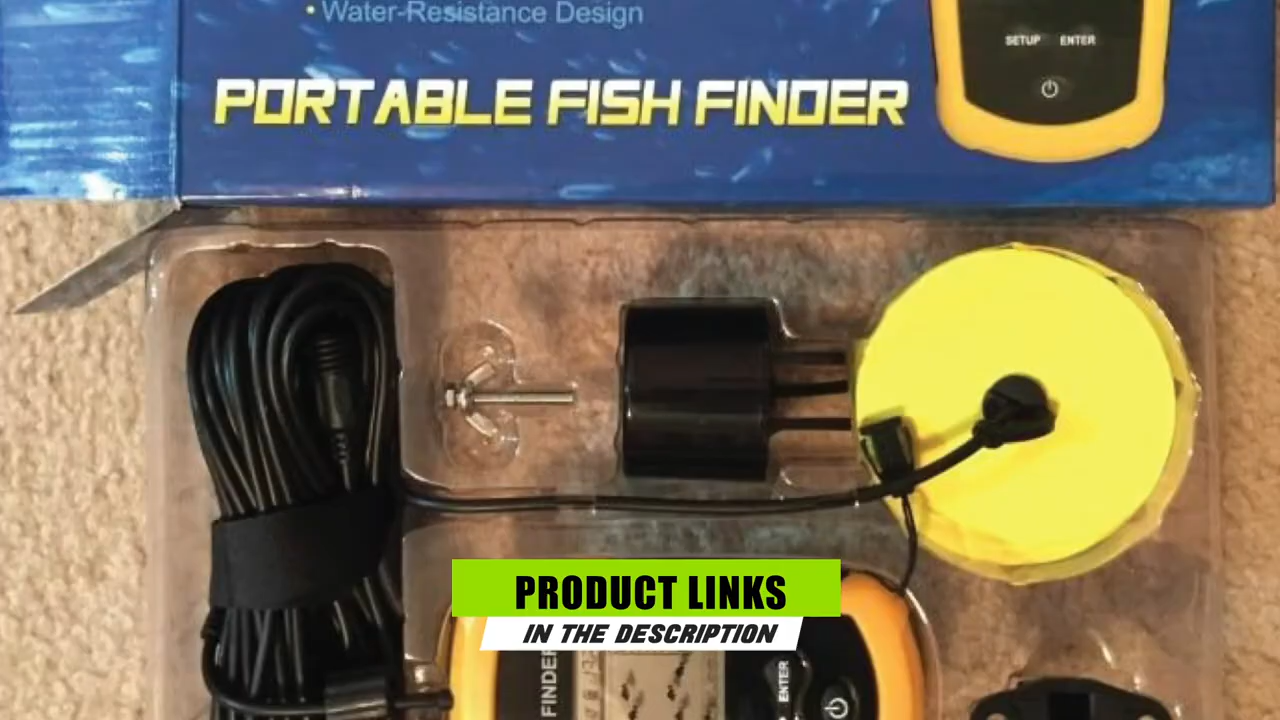 • Water-Resistance Design
SETUP ENTER
PORTABLE FISH FINDER
PRODUCT LINKS
IN THE DESCRIPTION
FINDER
ENTER